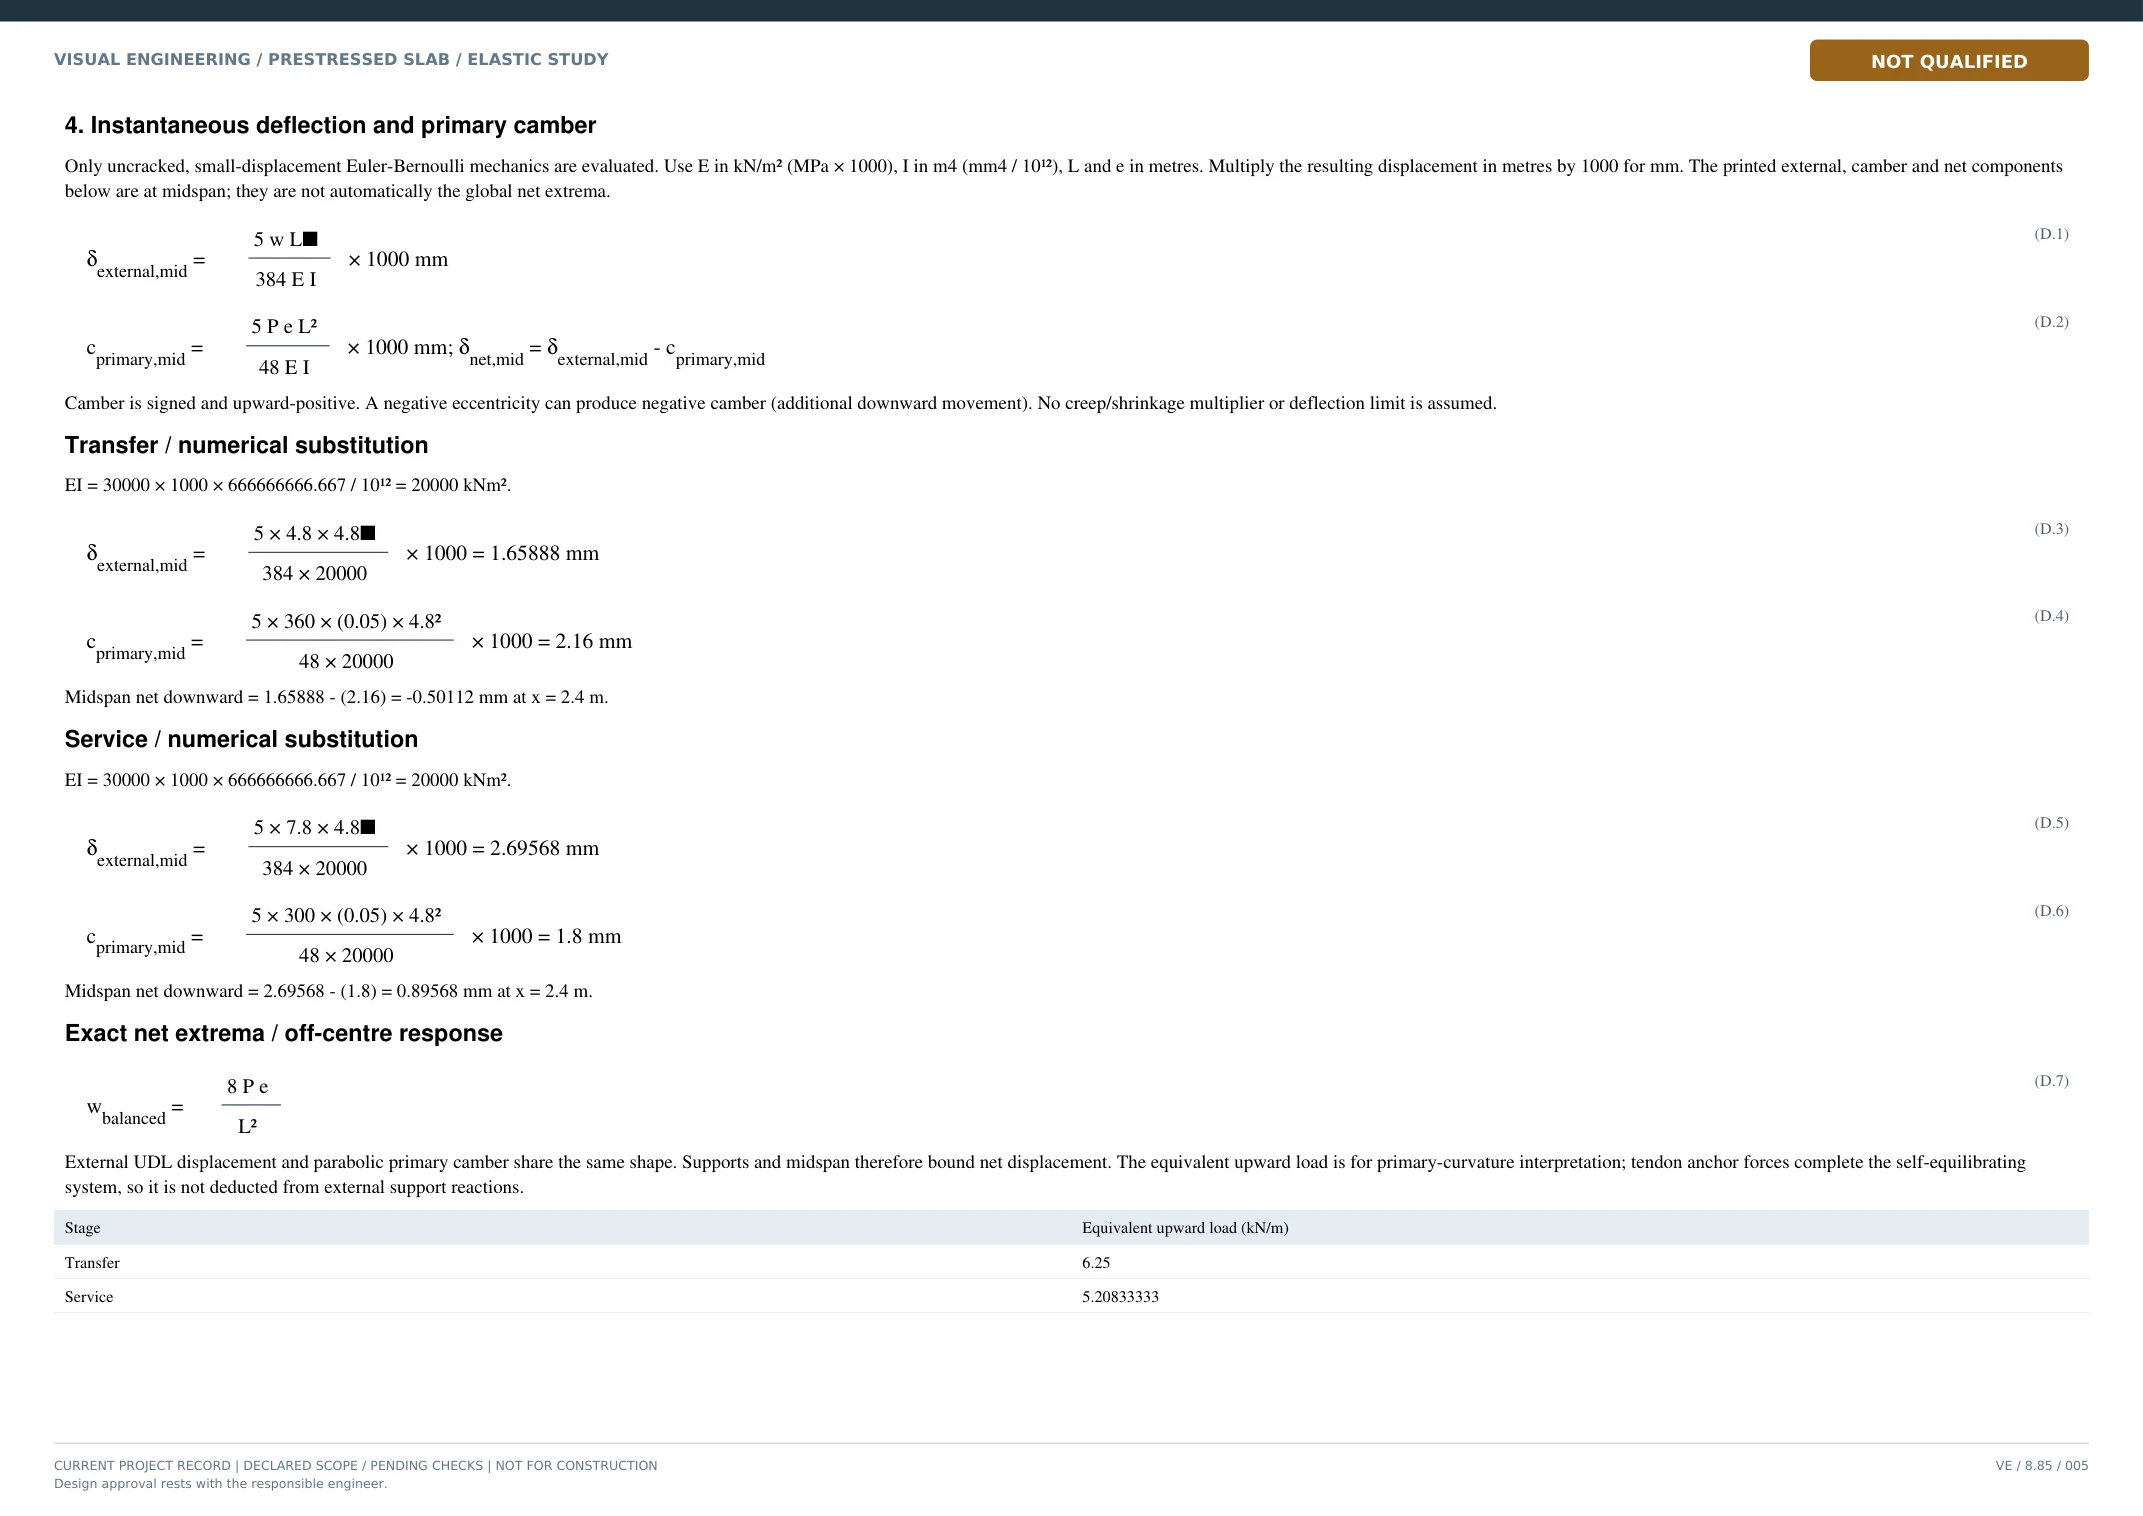 VISUAL ENGINEERING / PRESTRESSED SLAB / ELASTIC STUDY
NOT QUALIFIED
4. Instantaneous deflection and primary camber
Only uncracked, small-displacement Euler-Bernoulli mechanics are evaluated. Use E in kN/m² (MPa × 1000), I in m4 (mm4 / 10¹²), L and e in metres. Multiply the resulting displacement in metres by 1000 for mm. The printed external, camber and net components
below are at midspan; they are not automatically the global net extrema.
5 w L■
(D.1)
δexternal,mid = × 1000 mm
384 E I
5 P e L²
(D.2)
cprimary,mid = × 1000 mm; δnet,mid = δexternal,mid - cprimary,mid
48 E I
Camber is signed and upward-positive. A negative eccentricity can produce negative camber (additional downward movement). No creep/shrinkage multiplier or deflection limit is assumed.
Transfer / numerical substitution
EI = 30000 × 1000 × 666666666.667 / 10¹² = 20000 kNm².
5 × 4.8 × 4.8■
(D.3)
δexternal,mid = × 1000 = 1.65888 mm
384 × 20000
5 × 360 × (0.05) × 4.8²
(D.4)
cprimary,mid = × 1000 = 2.16 mm
48 × 20000
Midspan net downward = 1.65888 - (2.16) = -0.50112 mm at x = 2.4 m.
Service / numerical substitution
EI = 30000 × 1000 × 666666666.667 / 10¹² = 20000 kNm².
5 × 7.8 × 4.8■
(D.5)
δexternal,mid = × 1000 = 2.69568 mm
384 × 20000
5 × 300 × (0.05) × 4.8²
(D.6)
cprimary,mid = × 1000 = 1.8 mm
48 × 20000
Midspan net downward = 2.69568 - (1.8) = 0.89568 mm at x = 2.4 m.
Exact net extrema / off-centre response
8 P e
(D.7)
wbalanced =
L²
External UDL displacement and parabolic primary camber share the same shape. Supports and midspan therefore bound net displacement. The equivalent upward load is for primary-curvature interpretation; tendon anchor forces complete the self-equilibrating
system, so it is not deducted from external support reactions.
Stage Equivalent upward load (kN/m)
Transfer 6.25
Service 5.20833333
CURRENT PROJECT RECORD | DECLARED SCOPE / PENDING CHECKS | NOT FOR CONSTRUCTION
VE / 8.85 / 005
Design approval rests with the responsible engineer.